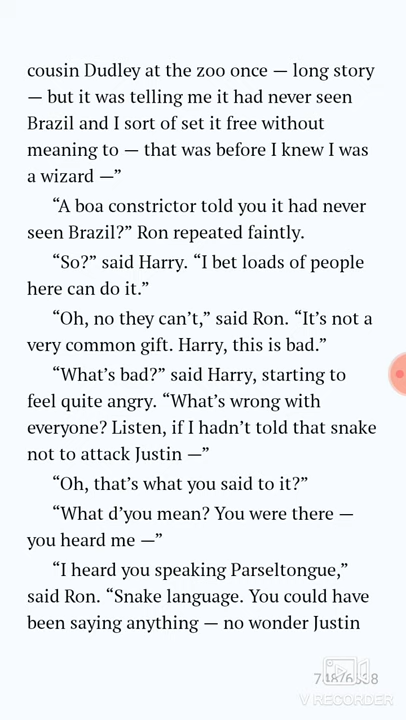 cousin Dudley at the zoo once — long story
— but it was telling me it had never seen
Brazil and I sort of set it free without
meaning to — that was before I knew I was
a wizard —”
“A boa constrictor told you it had never
seen Brazil?” Ron repeated faintly.
“So?” said Harry. “I bet loads of people
here can do it.”
“Oh, no they can’t,” said Ron. “It’s not a
very common gift. Harry, this is bad.”
“What’s bad?” said Harry, starting to
feel quite angry. “What’s wrong with
everyone? Listen, if I hadn’t told that snake
not to attack Justin —”
“Oh, that’s what you said to it?”
“What d’you mean? You were there —
you heard me —”
“I heard you speaking Parseltongue,”
said Ron. “Snake language. You could have
been saying anything — no wonder Justin
V RECORDER